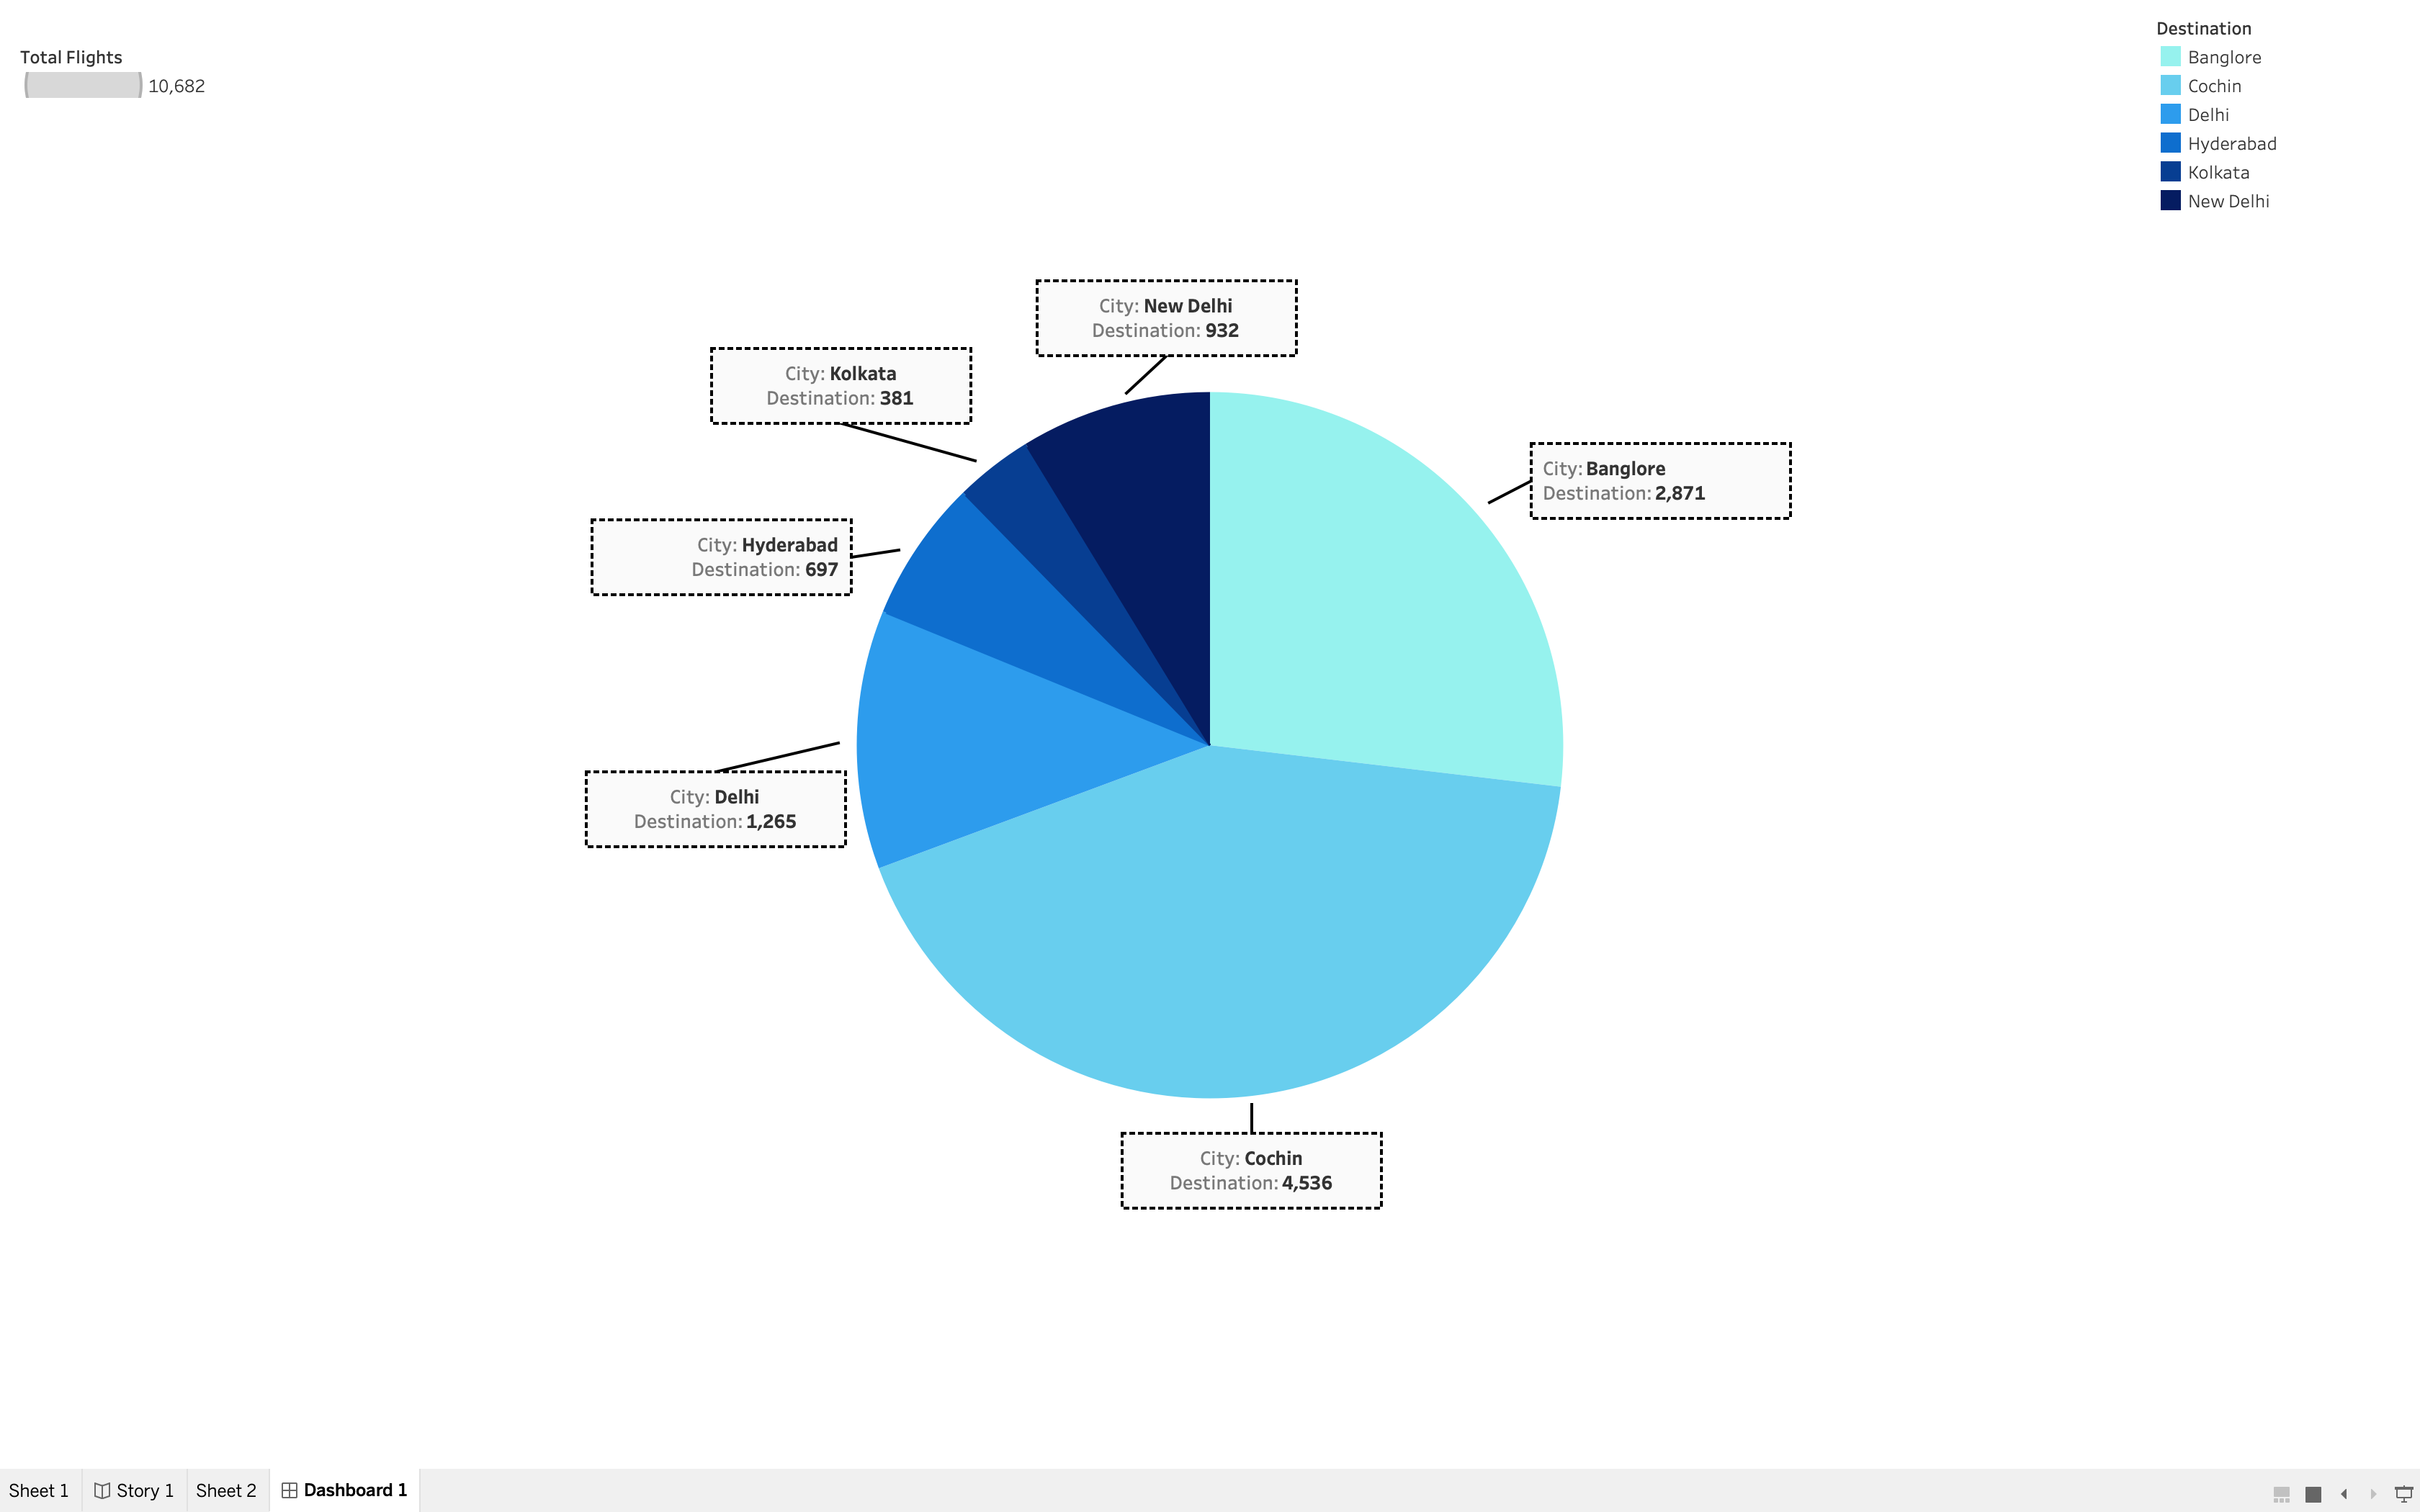 Total Flights
10,682
Destination
Banglore
Cochin
Delhi
Hyderabad
Kolkata
New Delhi
City: New Delhi
Destination: 932
City: Kolkata
Destination: 381
City: Banglore
Destination: 2,871
City: Hyderabad
Destination: 697
City: Delhi
Destination: 1,265
City: Cochin
Destination: 4,536
Sheet 1
Story 1
Sheet 2
Dashboard 1